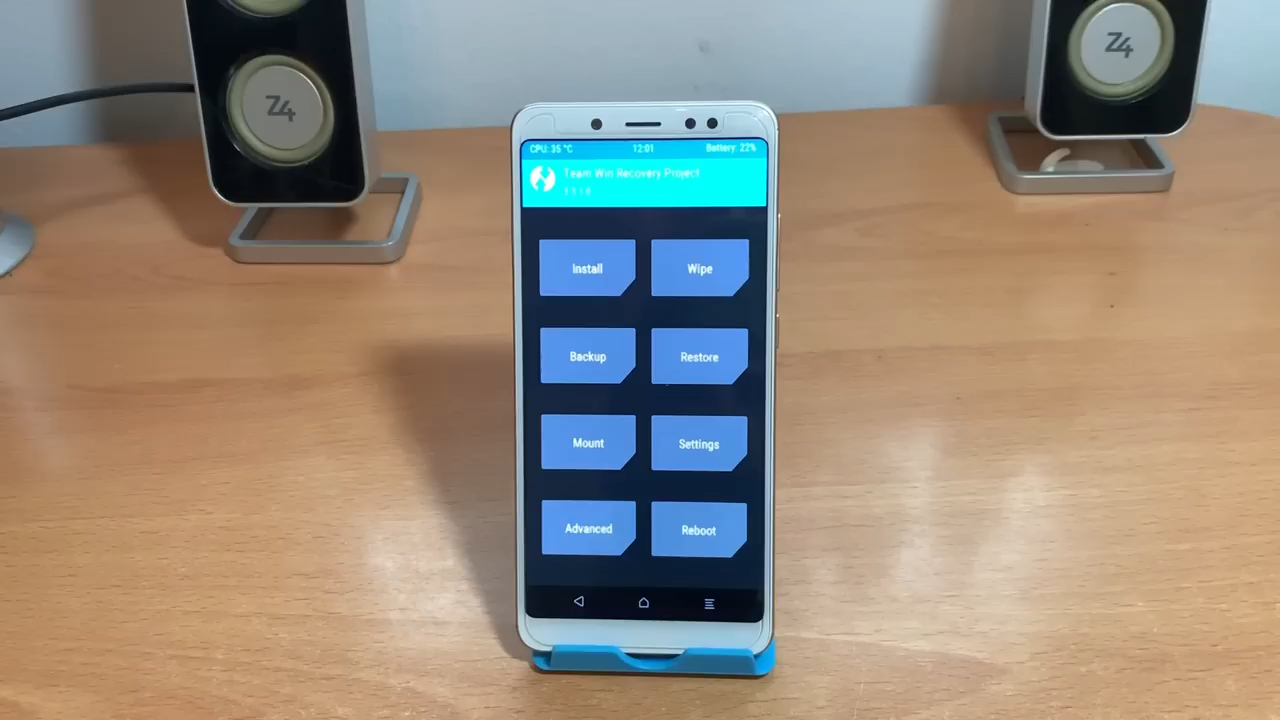 Z4
Z4
CPU: 35 °C 12:01 Battery: 22%
Team Win Recovery Project
Install Wipe
Backup Restore
Mount Settings
Advanced Reboot